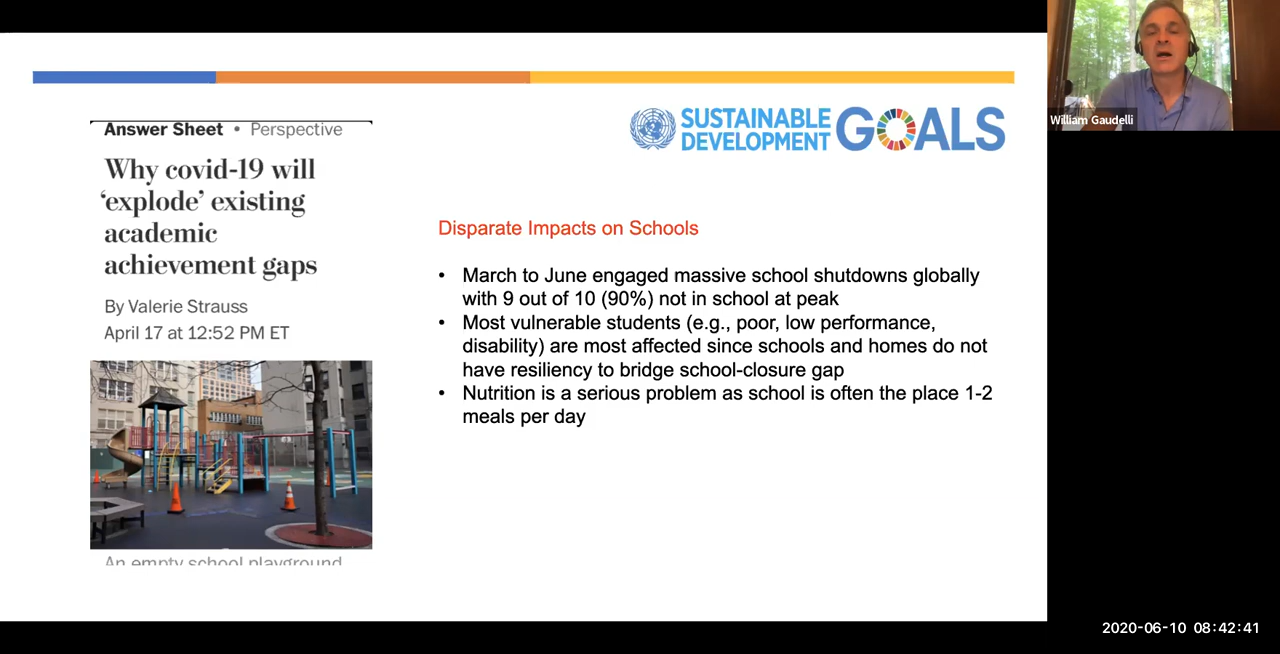 Answer Sheet • Perspective
Why covid-19 will
‘explode’ existing
academic
achievement gaps
By Valerie Strauss
April 17 at 12:52 PM ET
An empty school playground
SUSTAINABLE
DEVELOPMENT
GOALS
Disparate Impacts on Schools
• March to June engaged massive school shutdowns globally
with 9 out of 10 (90%) not in school at peak
• Most vulnerable students (e.g., poor, low performance,
disability) are most affected since schools and homes do not
have resiliency to bridge school-closure gap
• Nutrition is a serious problem as school is often the place 1-2
meals per day
William Gaudelli
2020-06-10 08:42:41